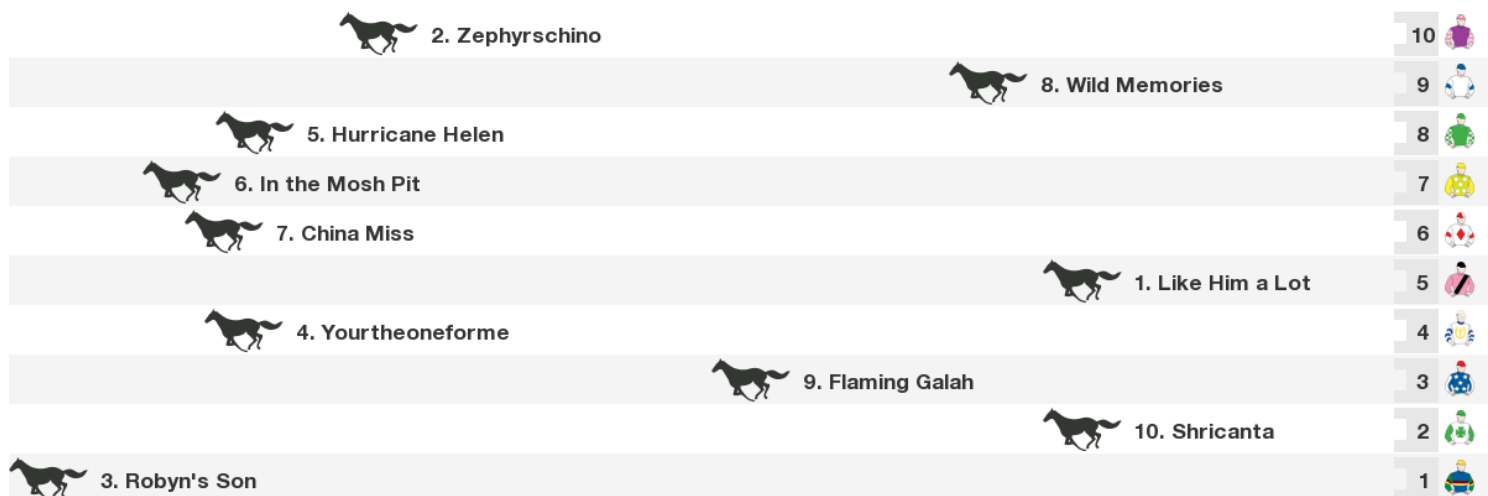 2. Zephyrschino 10
8. Wild Memories 9
5. Hurricane Helen 8
6. In the Mosh Pit 7
7. China Miss 6
1. Like Him a Lot 5
4. Yourtheoneforme 4
9. Flaming Galah 3
10. Shricanta 2
3. Robyn's Son 1